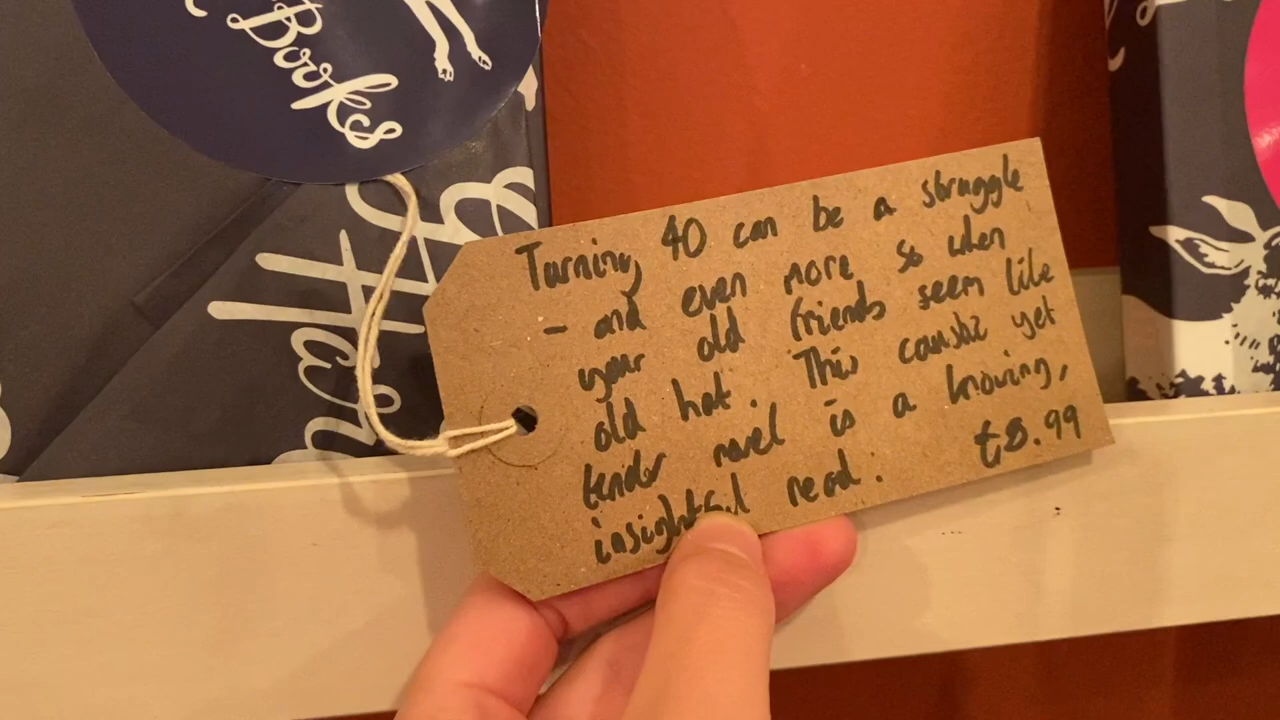 Books
Har
Turning 40 can be a struggle
- and even more so when
your old friends seem like
old hat. This caustic yet
tender novel is a knowing,
insightful read. £8.99